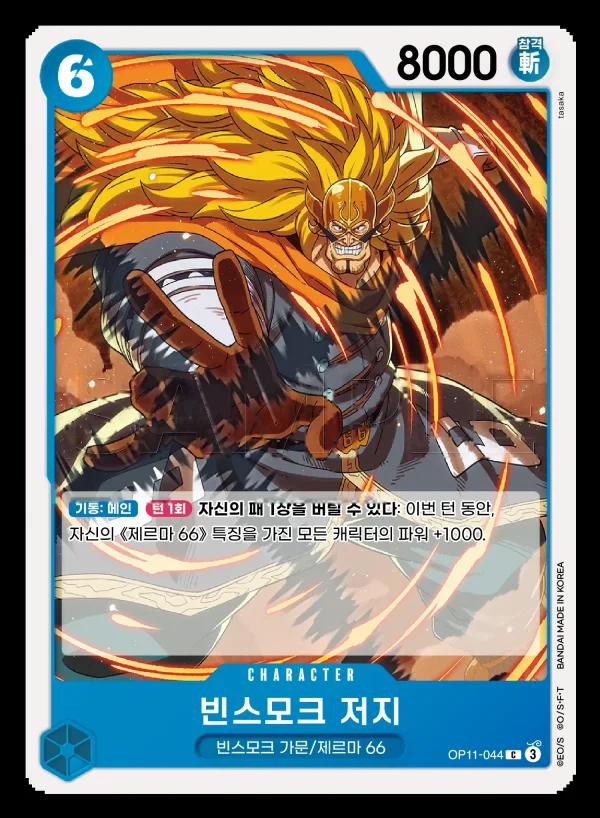 6
8000
참격
斬
tasaka
SAMPLE
기동: 메인 턴 1회 자신의 패 1장을 버릴 수 있다: 이번 턴 동안,
자신의 《제르마 66》 특징을 가진 모든 캐릭터의 파워 +1000.
CHARACTER
빈스모크 저지
빈스모크 가문/제르마 66
OP11-044 C 3
©EO/S ©O/S·F·T BANDAI MADE IN KOREA